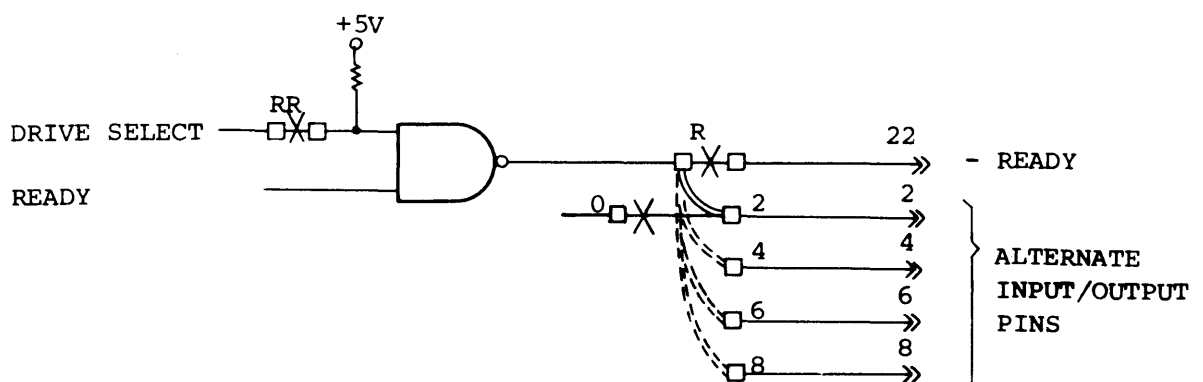 +5V
RR
DRIVE SELECT
READY
R
22
- READY
0
2
2
4
4
ALTERNATE
INPUT/OUTPUT
PINS
6
6
8
8